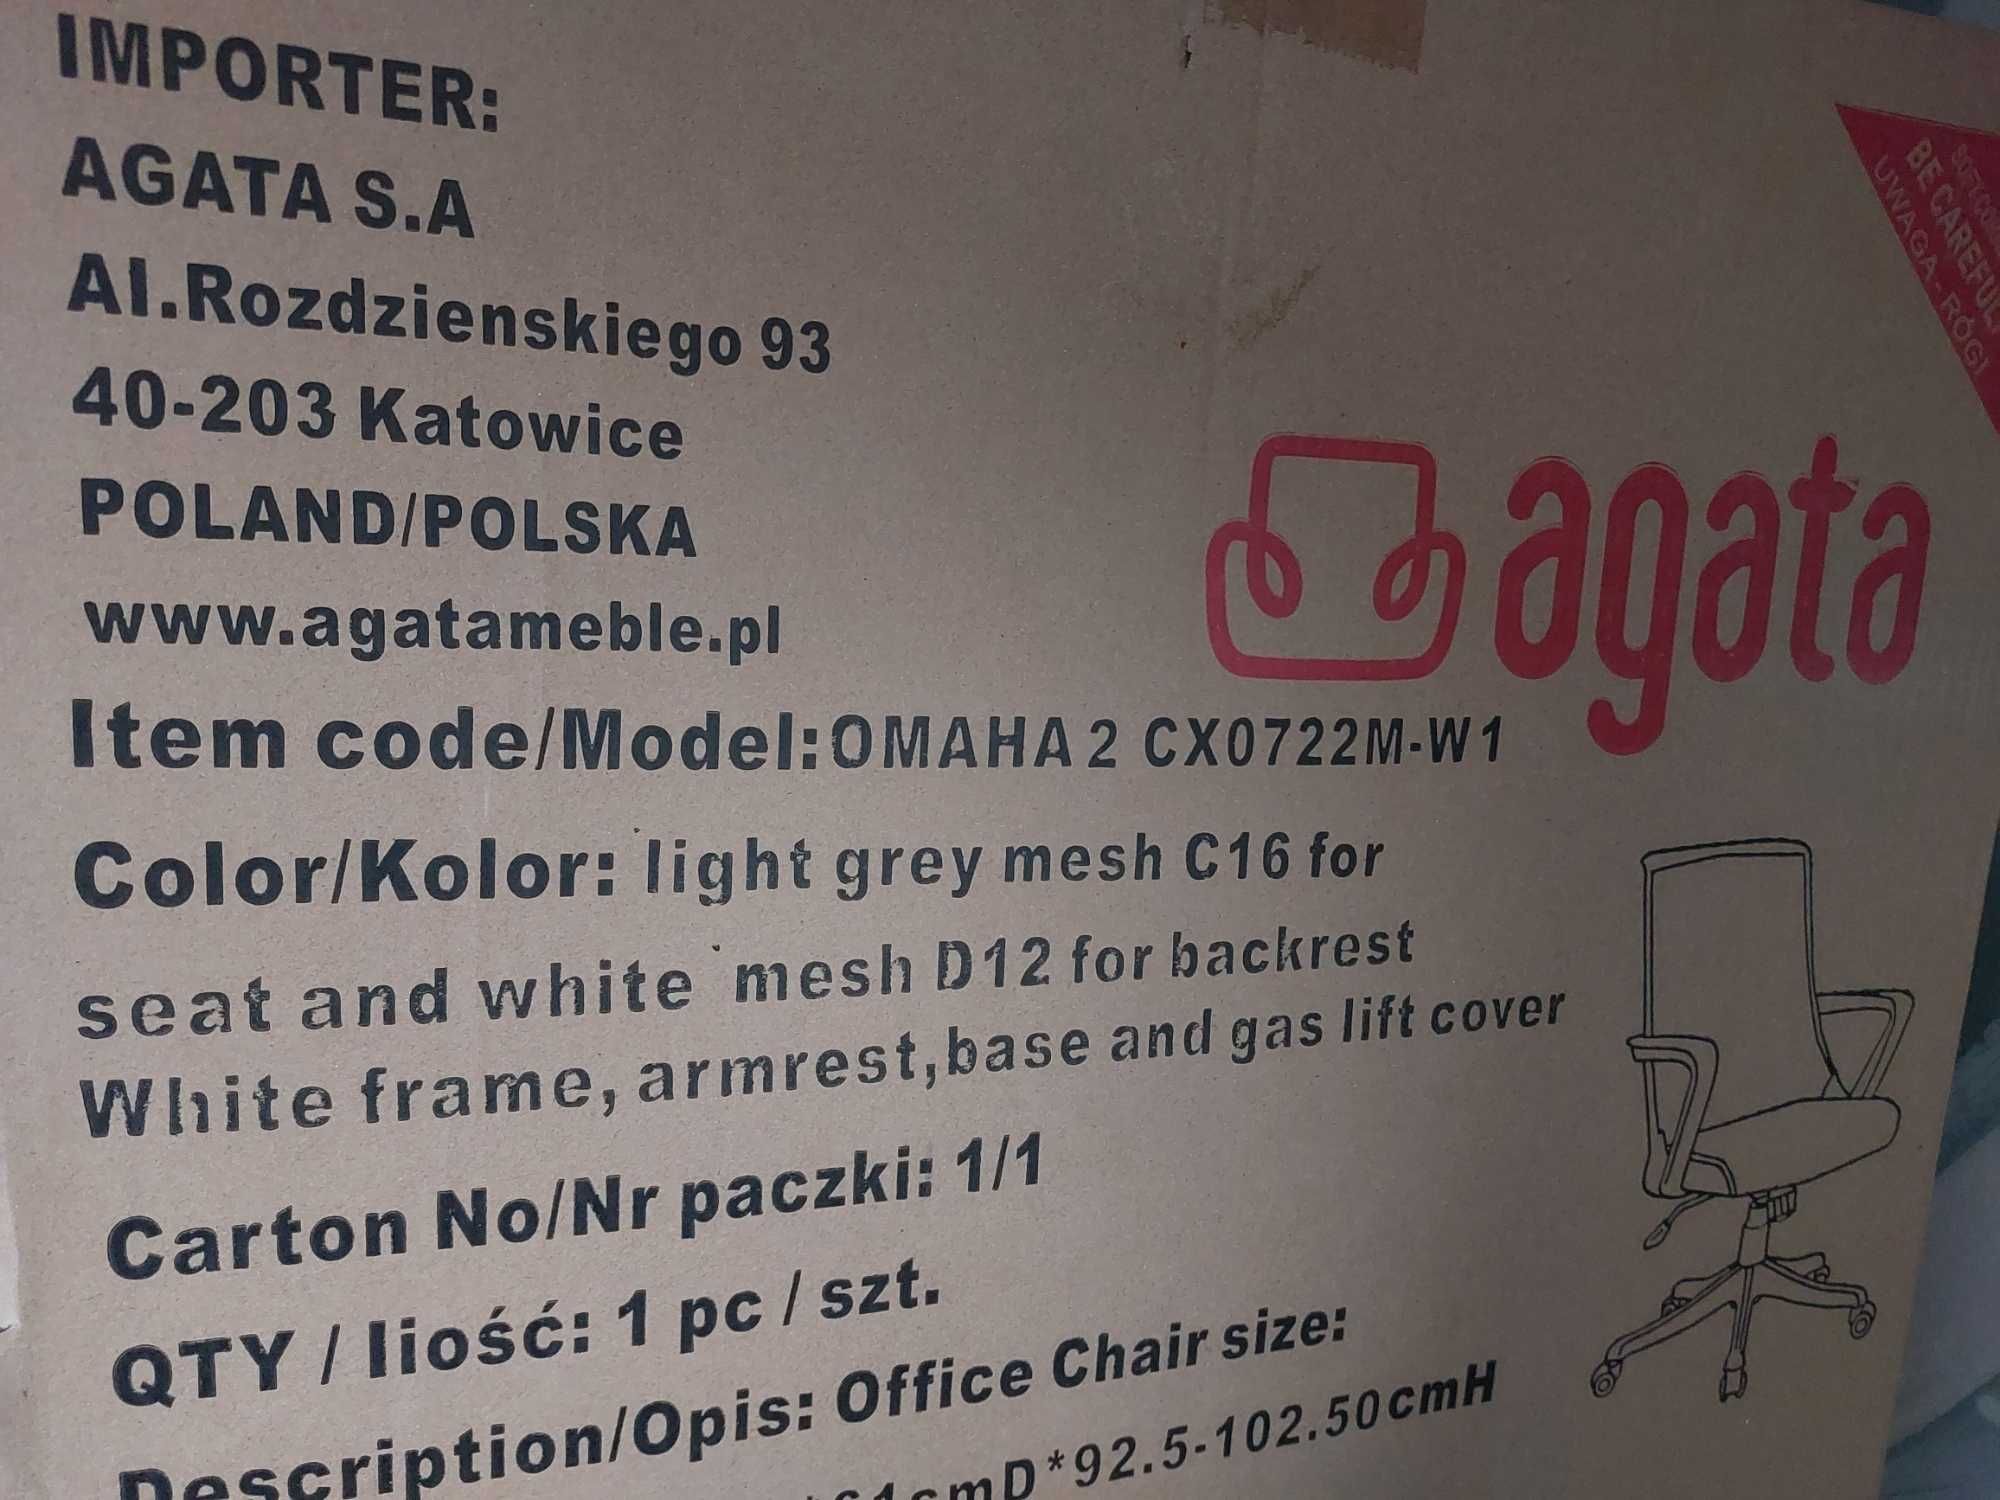 IMPORTER:
AGATA S.A
Al.Rozdzienskiego 93
40-203 Katowice
POLAND/POLSKA
www.agatameble.pl
BE CAREFUL,
UWAGA - RÓGI
agata
Item code/Model:OMAHA 2 CX0722M-W1
Color/Kolor: light grey mesh C16 for
seat and white mesh D12 for backrest
White frame, armrest,base and gas lift cover
Carton No/Nr paczki: 1/1
QTY / Iiość: 1 pc / szt.
Description/Opis: Office Chair size:
61cmD*92.5-102.50cmH